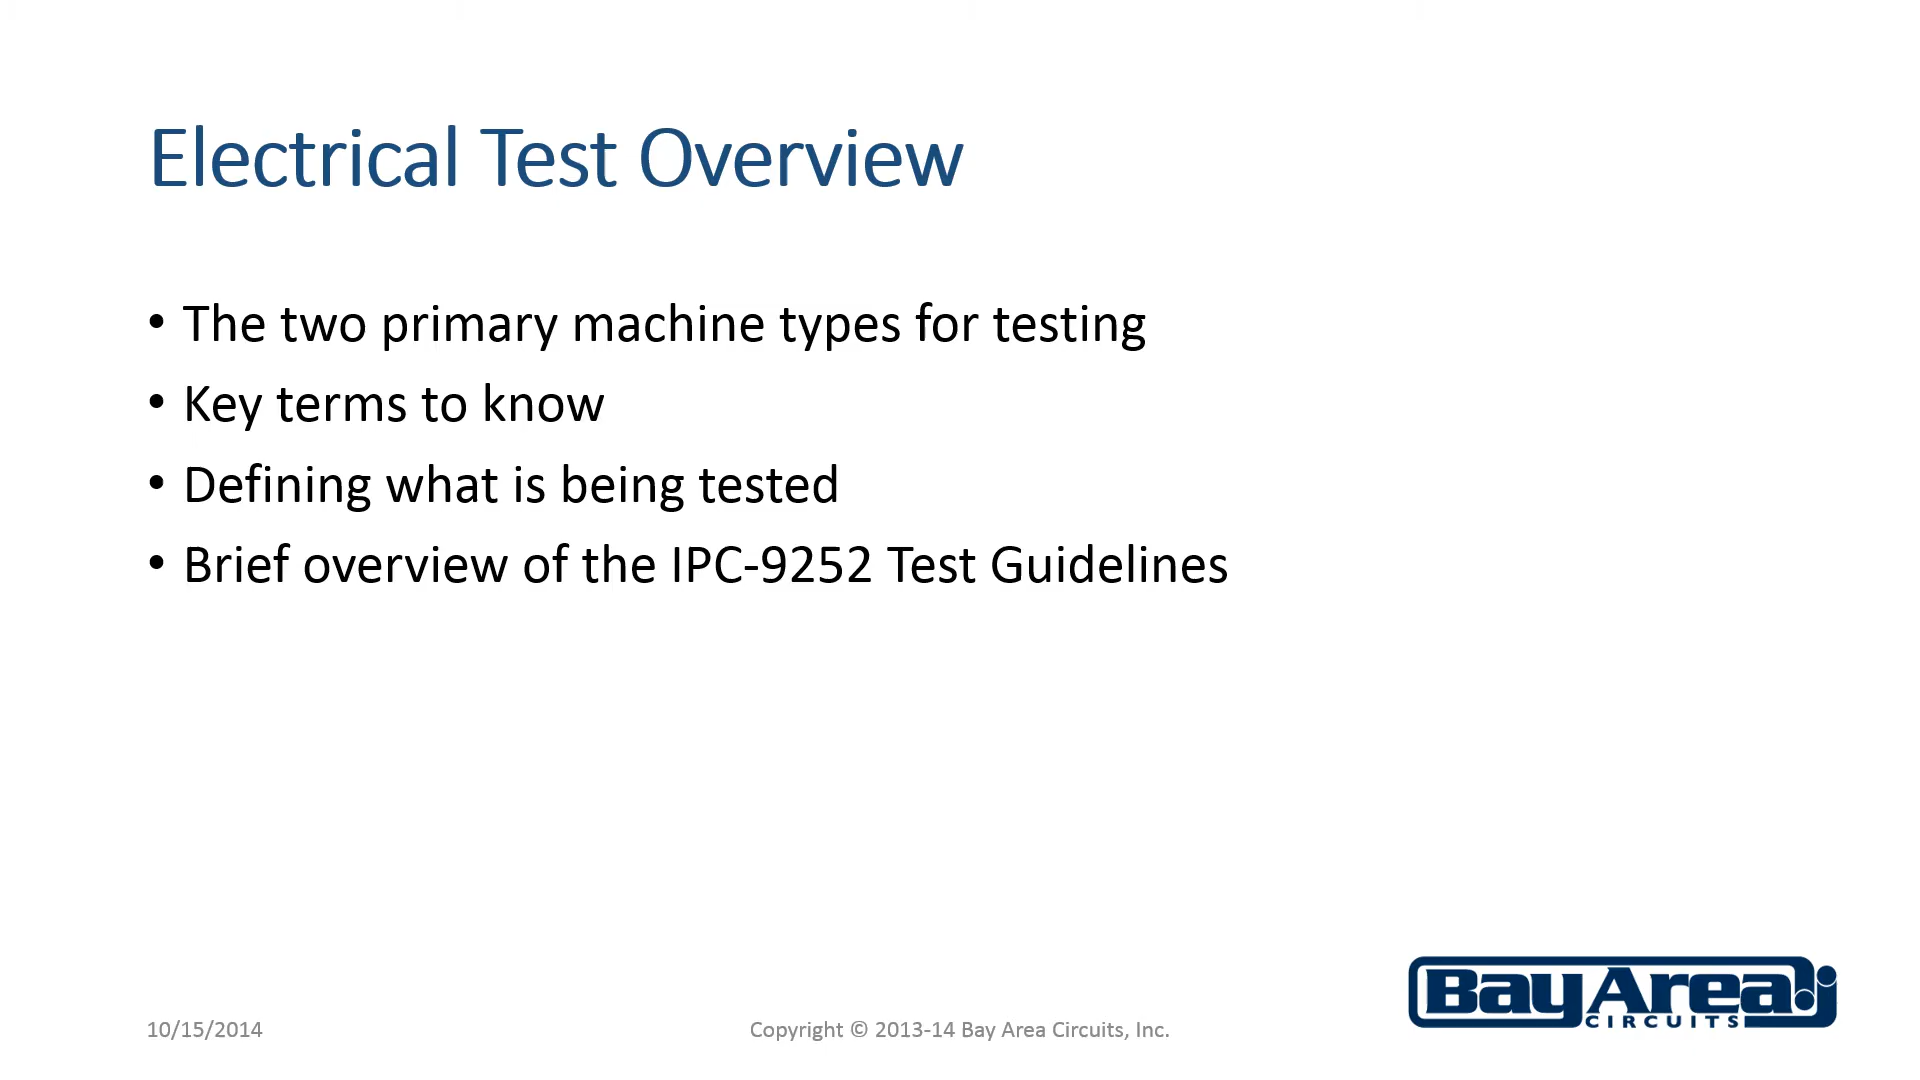 Electrical Test Overview
• The two primary machine types for testing
• Key terms to know
• Defining what is being tested
• Brief overview of the IPC-9252 Test Guidelines
10/15/2014
Copyright © 2013-14 Bay Area Circuits, Inc.
Bay Area
CIRCUITS